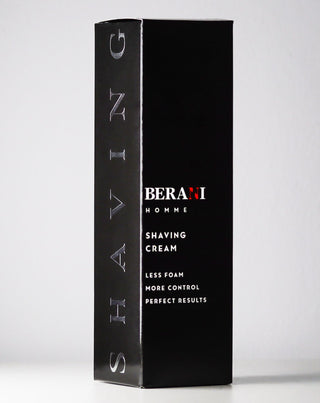 SHAVING
BERANI
HOMME
SHAVING
CREAM
LESS FOAM
MORE CONTROL
PERFECT RESULTS